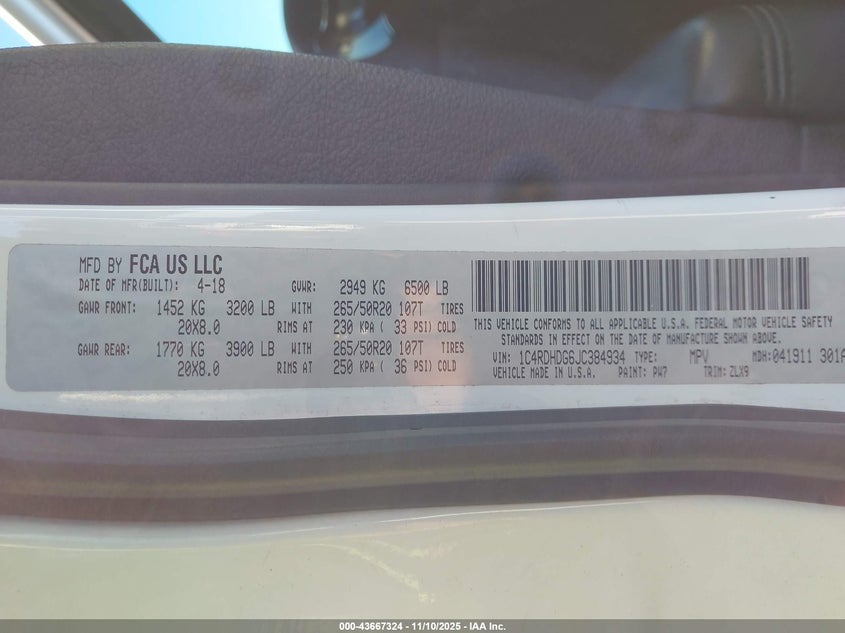 MFD BY FCA US LLC
DATE OF MFR(BUILT): 4-18 GVWR: 2949 KG 6500 LB
GAWR FRONT: 1452 KG 3200 LB WITH 265/50R20 107T TIRES
20X8.0 RIMS AT 230 KPA ( 33 PSI) COLD
GAWR REAR: 1770 KG 3900 LB WITH 265/50R20 107T TIRES
20X8.0 RIMS AT 250 KPA ( 36 PSI) COLD
THIS VEHICLE CONFORMS TO ALL APPLICABLE U.S.A. FEDERAL MOTOR VEHICLE SAFETY
STANDARDS IN EFFECT ON THE DATE OF MANUFACTURE SHOWN ABOVE.
VIN: 1C4RDHDG6JC384934 TYPE: MPV MDH: 041911 301A
VEHICLE MADE IN U.S.A. PAINT: PW7 TRIM: ZLX9
000-43667324 — 11/10/2025 — IAA Inc.